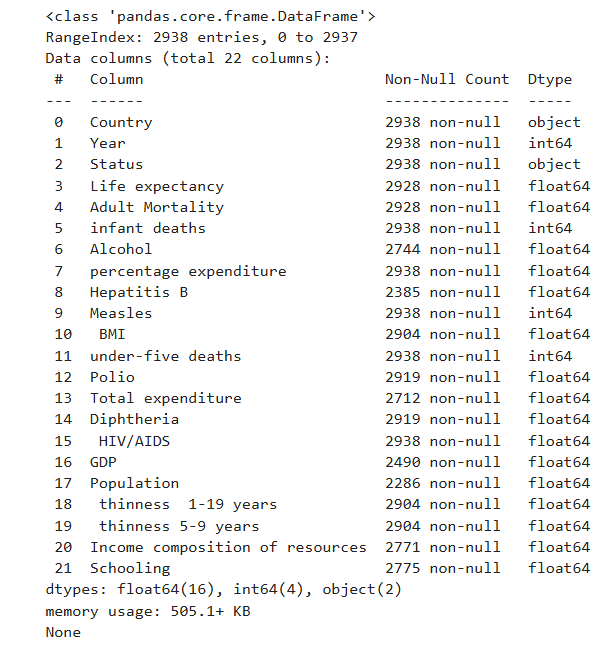 <class 'pandas.core.frame.DataFrame'>
RangeIndex: 2938 entries, 0 to 2937
Data columns (total 22 columns):
 #   Column                           Non-Null Count  Dtype
---  ------                           --------------  -----
 0   Country                          2938 non-null   object
 1   Year                             2938 non-null   int64
 2   Status                           2938 non-null   object
 3   Life expectancy                  2928 non-null   float64
 4   Adult Mortality                  2928 non-null   float64
 5   infant deaths                    2938 non-null   int64
 6   Alcohol                          2744 non-null   float64
 7   percentage expenditure           2938 non-null   float64
 8   Hepatitis B                      2385 non-null   float64
 9   Measles                          2938 non-null   int64
 10   BMI                             2904 non-null   float64
 11  under-five deaths                2938 non-null   int64
 12  Polio                            2919 non-null   float64
 13  Total expenditure                2712 non-null   float64
 14  Diphtheria                       2919 non-null   float64
 15   HIV/AIDS                        2938 non-null   float64
 16  GDP                              2490 non-null   float64
 17  Population                       2286 non-null   float64
 18   thinness  1-19 years            2904 non-null   float64
 19   thinness 5-9 years              2904 non-null   float64
 20  Income composition of resources  2771 non-null   float64
 21  Schooling                        2775 non-null   float64
dtypes: float64(16), int64(4), object(2)
memory usage: 505.1+ KB
None